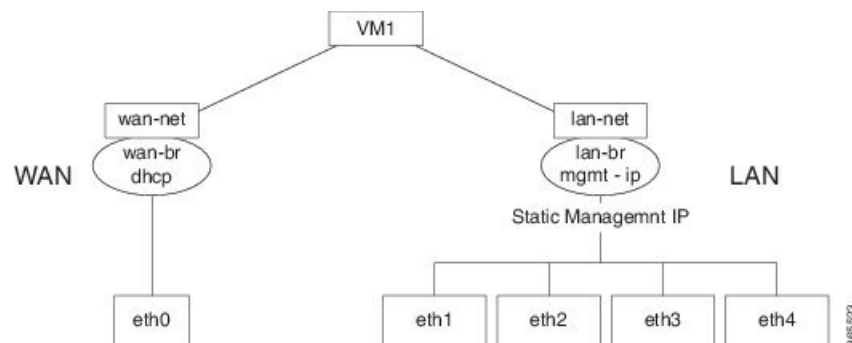 VM1
wan-net
lan-net
wan-br
dhcp
lan-br
mgmt - ip
WAN
LAN
Static Managemnt IP
eth0
eth1
eth2
eth3
eth4